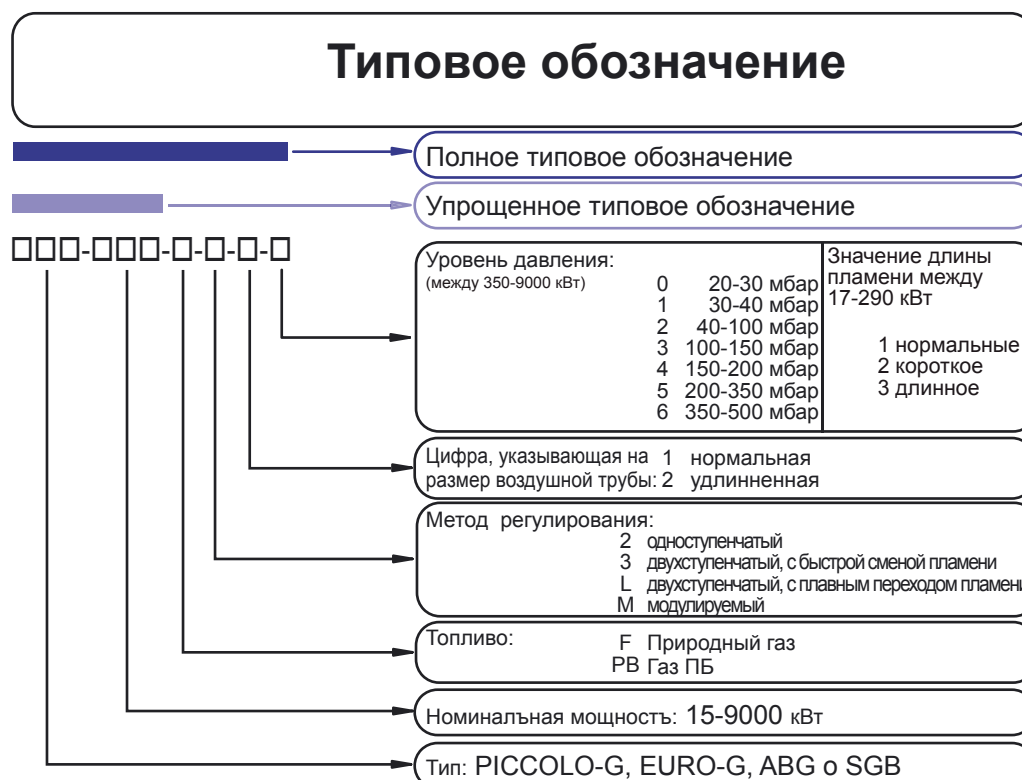 Типовое обозначение
Полное типовое обозначение
Упрощенное типовое обозначение
□□□-□□□-□-□-□-□
Уровень давления:
(между 350-9000 кВт)
0 20-30 мбар
1 30-40 мбар
2 40-100 мбар
3 100-150 мбар
4 150-200 мбар
5 200-350 мбар
6 350-500 мбар
Значение длины
пламени между
17-290 кВт
1 нормальные
2 короткое
3 длинное
Цифра, указывающая на 1 нормальная
размер воздушной трубы: 2 удлинненная
Метод регулирования:
2 одноступенчатый
3 двухступенчатый, с быстрой сменой пламени
L двухступенчатый, с плавным переходом пламени
M модулируемый
Топливо: F Природный газ
PB Газ ПБ
Номиналъная мощностъ: 15-9000 кВт
Тип: PICCOLO-G, EURO-G, ABG o SGB